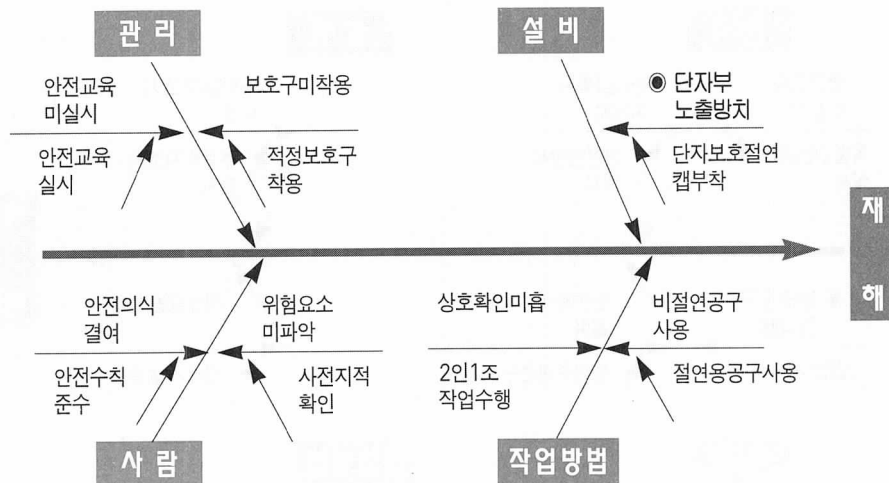 관 리
설 비
안전교육
미실시
보호구미착용
◉ 단자부
노출방치
안전교육
실시
적정보호구
착용
단자보호절연
캡부착
재
해
안전의식
결여
위험요소
미파악
상호확인미흡
비절연공구
사용
안전수칙
준수
사전지적
확인
2인1조
작업수행
절연용공구사용
사 람
작업방법